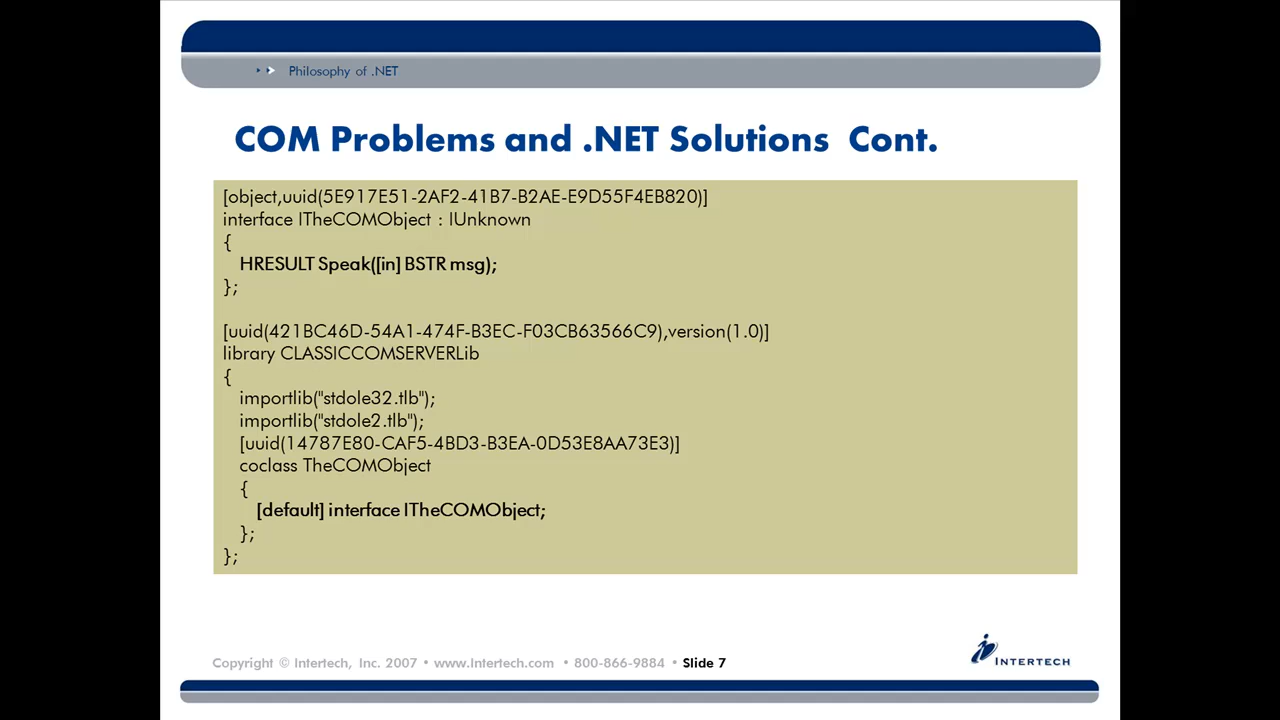 Philosophy of .NET
COM Problems and .NET Solutions Cont.
[object,uuid(5E917E51-2AF2-41B7-B2AE-E9D55F4EB820)]
interface ITheCOMObject : IUnknown
{
HRESULT Speak([in] BSTR msg);
};
[uuid(421BC46D-54A1-474F-B3EC-F03CB63566C9),version(1.0)]
library CLASSICCOMSERVERLib
{
importlib("stdole32.tlb");
importlib("stdole2.tlb");
[uuid(14787E80-CAF5-4BD3-B3EA-0D53E8AA73E3)]
coclass TheCOMObject
{
[default] interface ITheCOMObject;
};
};
Copyright © Intertech, Inc. 2007 • www.Intertech.com • 800-866-9884 • Slide 7
INTERTECH